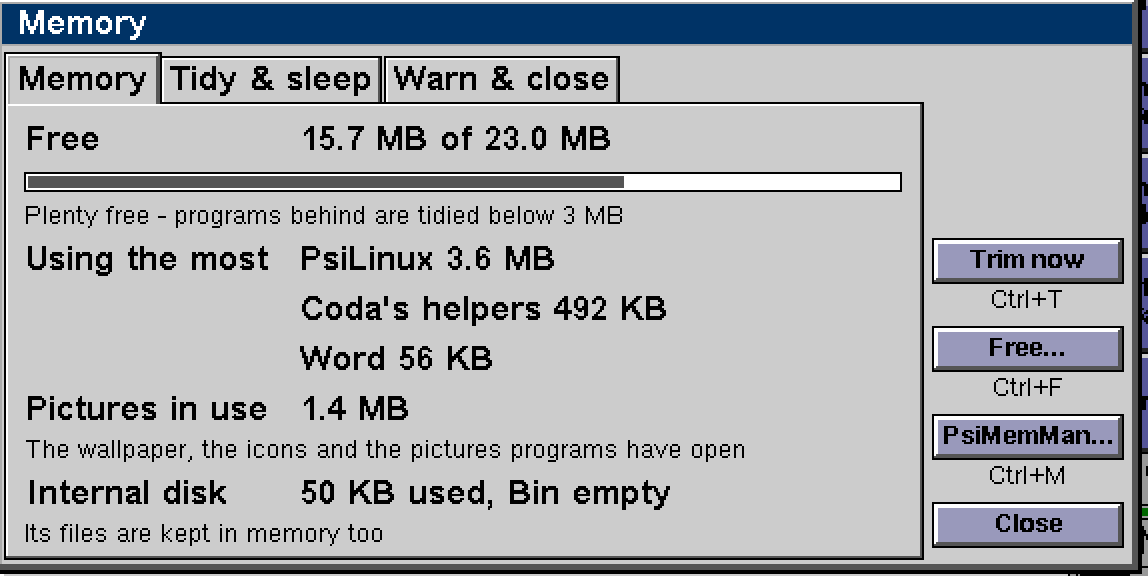 Memory
Memory Tidy & sleep Warn & close
Free 15.7 MB of 23.0 MB
Plenty free - programs behind are tidied below 3 MB
Using the most PsiLinux 3.6 MB
Coda's helpers 492 KB
Word 56 KB
Pictures in use 1.4 MB
The wallpaper, the icons and the pictures programs have open
Internal disk 50 KB used, Bin empty
Its files are kept in memory too
Trim now
Ctrl+T
Free...
Ctrl+F
PsiMemMan...
Ctrl+M
Close